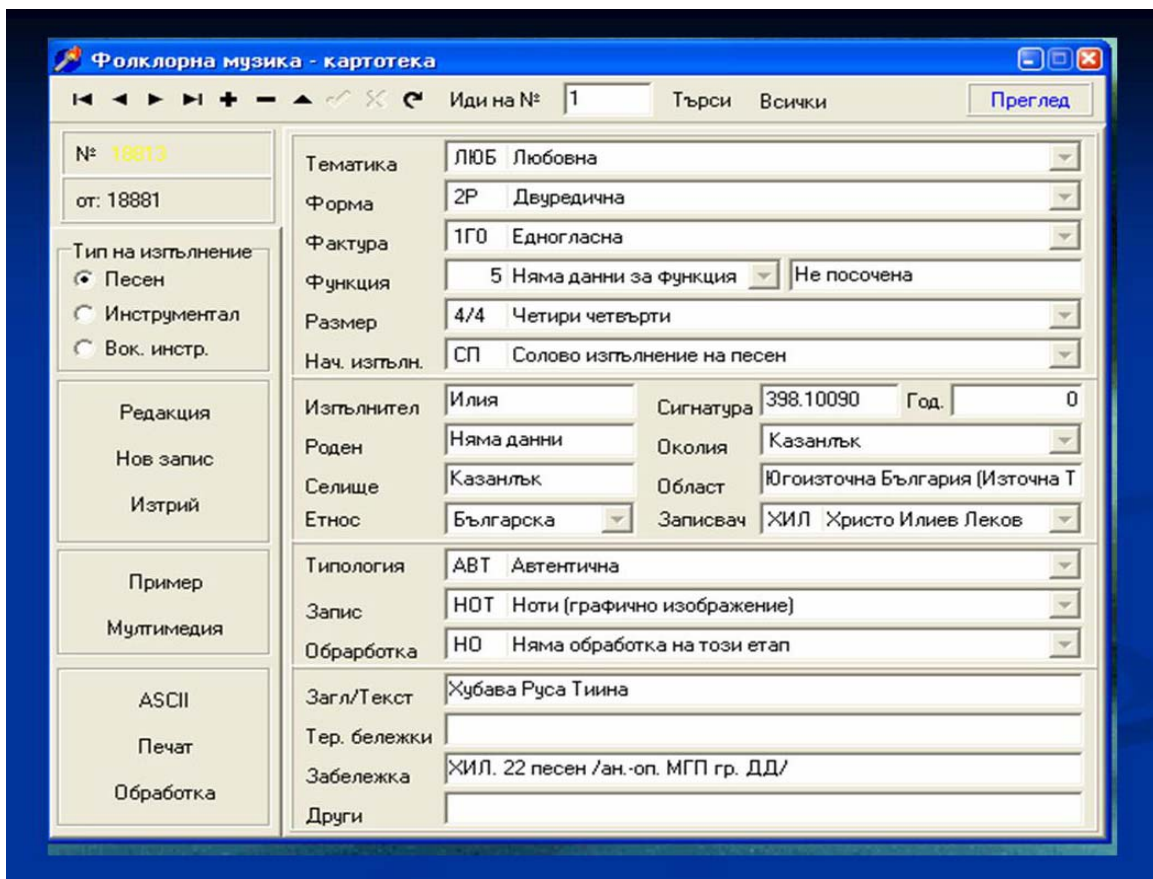 Фолклорна музика - картотека
Иди на № 1 Търси Всички Преглед
№ 18813
от: 18881
Тип на изпълнение
Песен
Инструментал
Вок. инстр.
Редакция
Нов запис
Изтрий
Пример
Мултимедия
ASCII
Печат
Обработка
Тематика ЛЮБ Любовна
Форма 2Р Двуредична
Фактура 1Г0 Едногласна
Функция 5 Няма данни за функция Не посочена
Размер 4/4 Четири четвърти
Нач. изпълн. СП Солово изпълнение на песен
Изпълнител Илия Сигнатура 398.10090 Год. 0
Роден Няма данни Околия Казанлък
Селище Казанлък Област Югоизточна България (Източна Т
Етнос Българска Записвач ХИЛ Христо Илиев Леков
Типология АВТ Автентична
Запис НОТ Ноти (графично изображение)
Обрарботка НО Няма обработка на този етап
Загл/Текст Хубава Руса Тиина
Тер. бележки
Забележка ХИЛ. 22 песен /ан.-оп. МГП гр. ДД/
Други